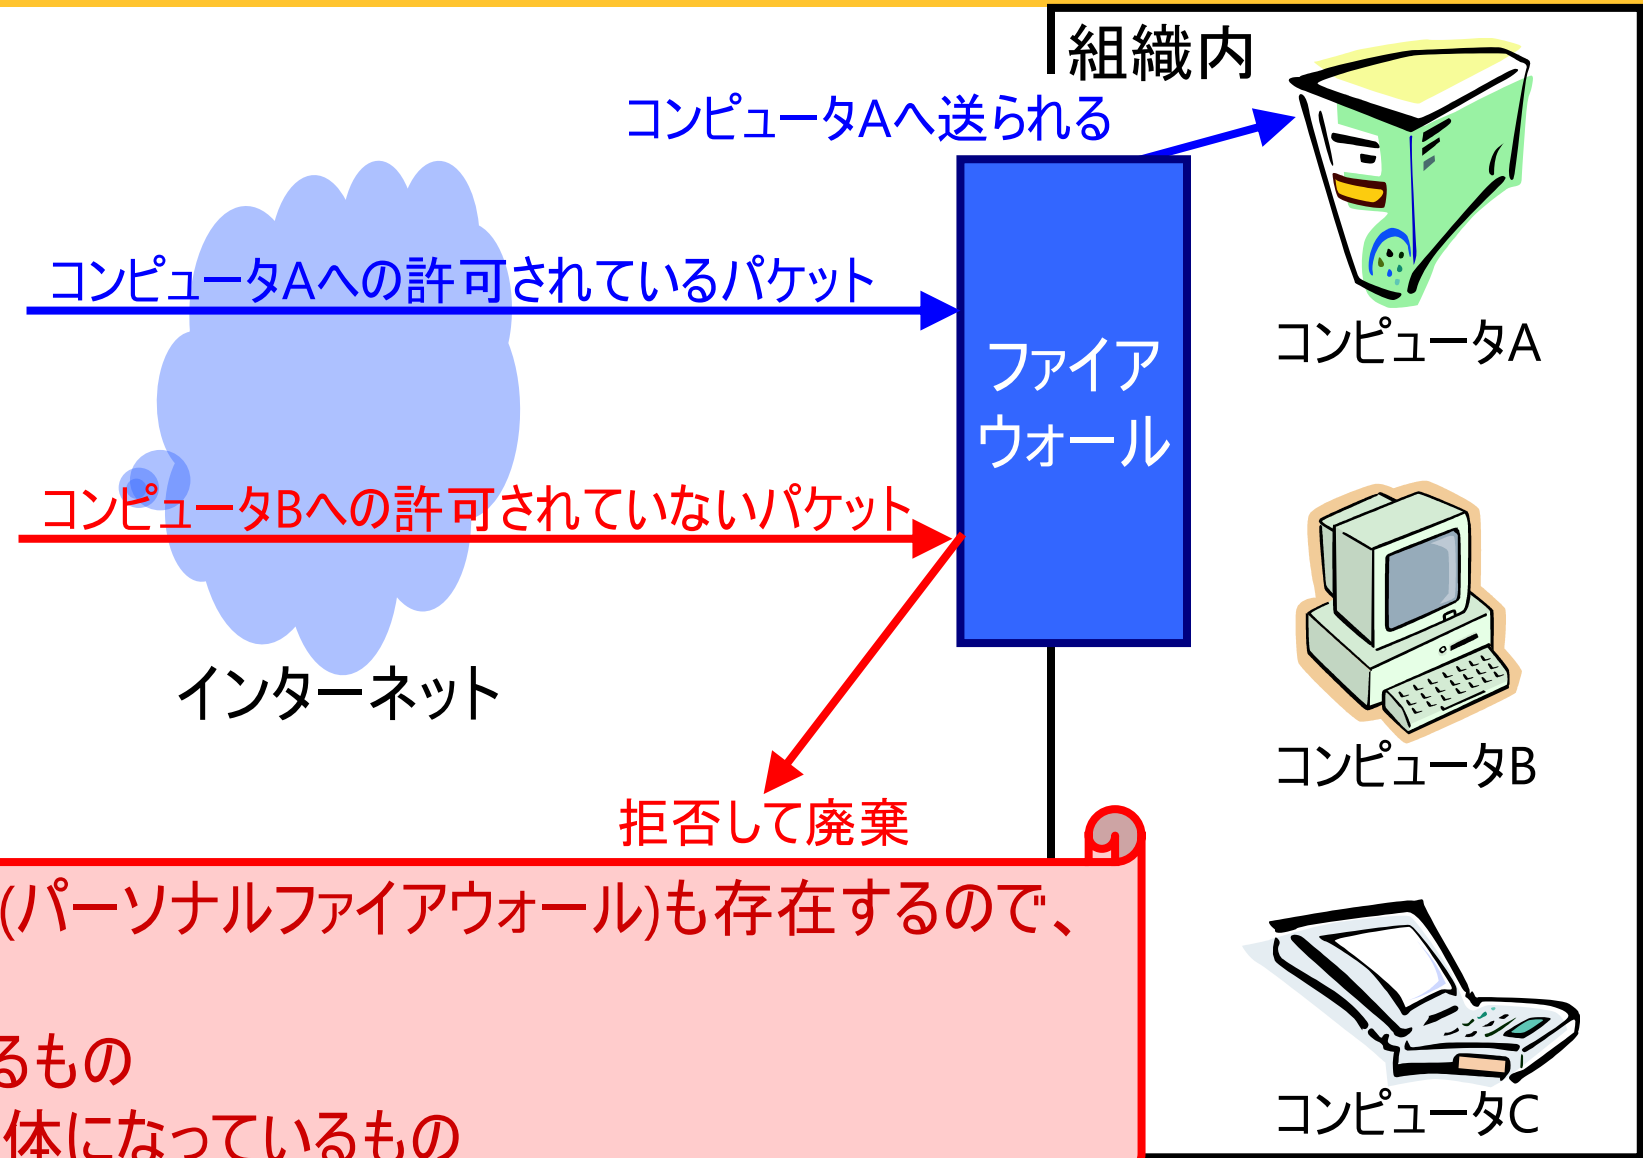 組織内
コンピュータAへ送られる
コンピュータAへの許可されているパケット
ファイア
ウォール
コンピュータA
コンピュータBへの許可されていないパケット
インターネット
コンピュータB
拒否して廃棄
(パーソナルファイアウォール)も存在するので、
るもの
体になっているもの
コンピュータC